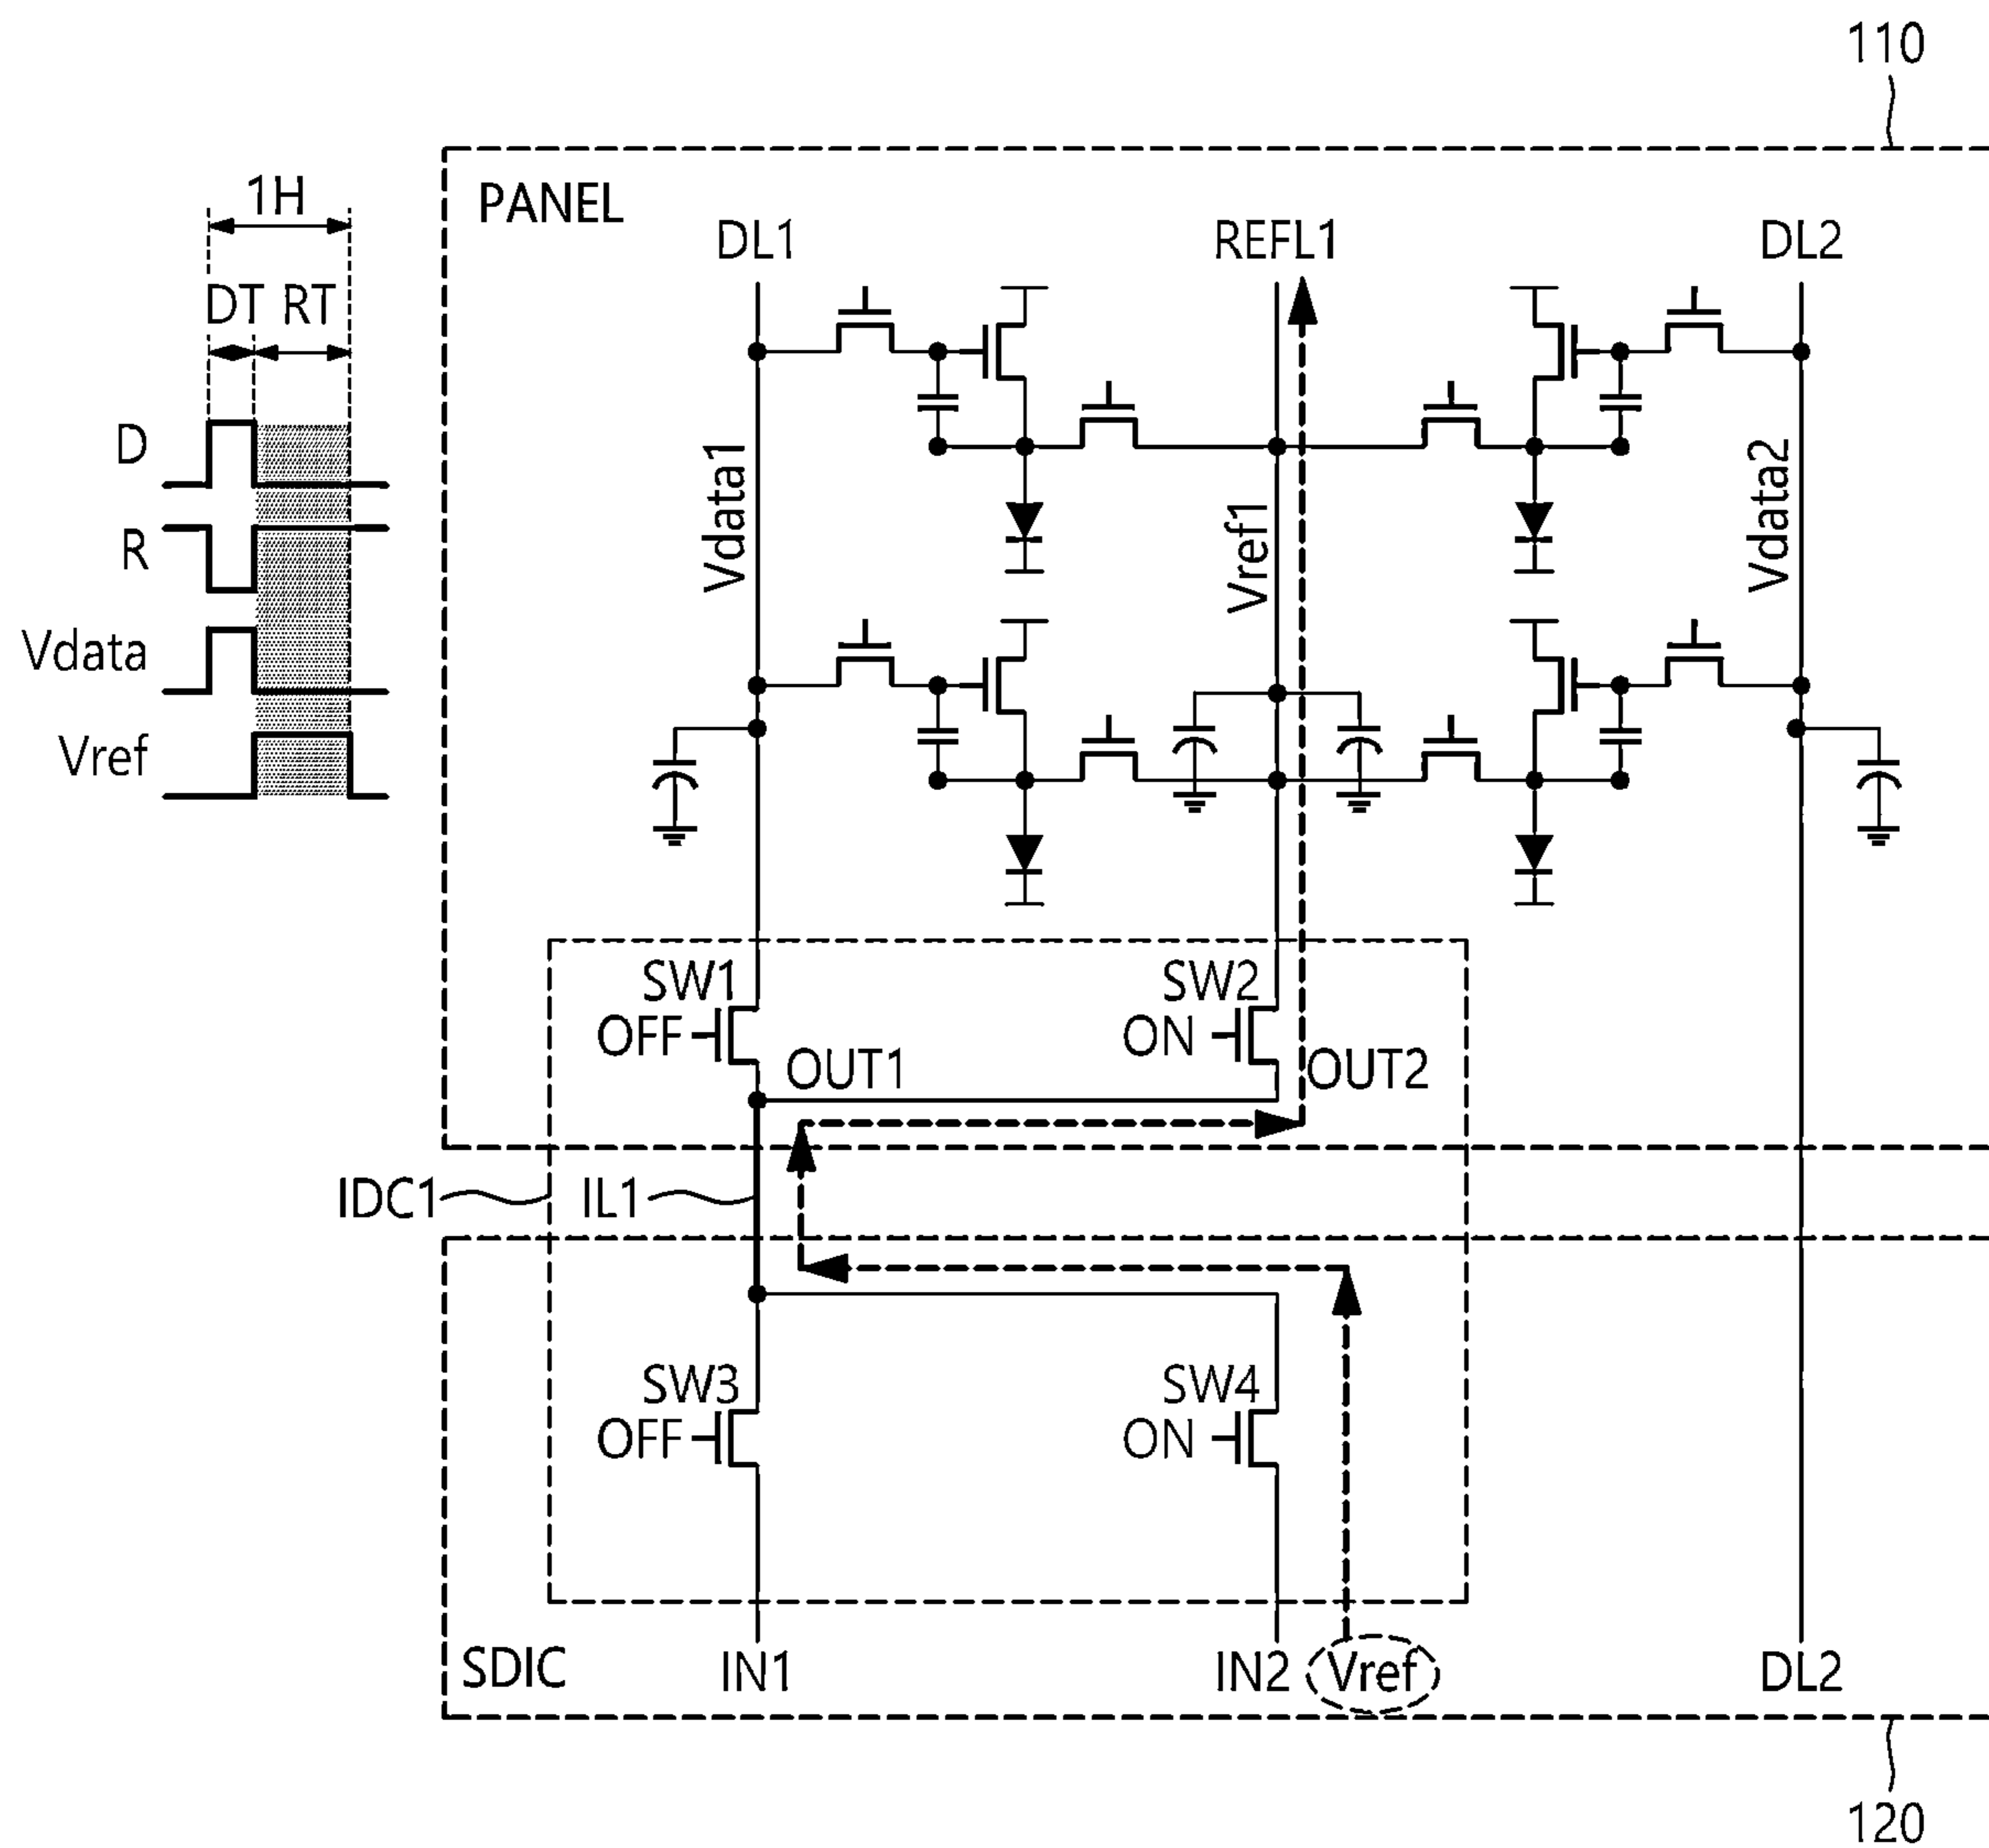 110
1H
PANEL
DL1
REFL1
DL2
DT
RT
D
R
Vdata
Vref
Vdata1
Vref1
Vdata2
SW1
OFF
SW2
ON
OUT1
OUT2
IDC1
IL1
SW3
OFF
SW4
ON
SDIC
IN1
IN2
Vref
DL2
120